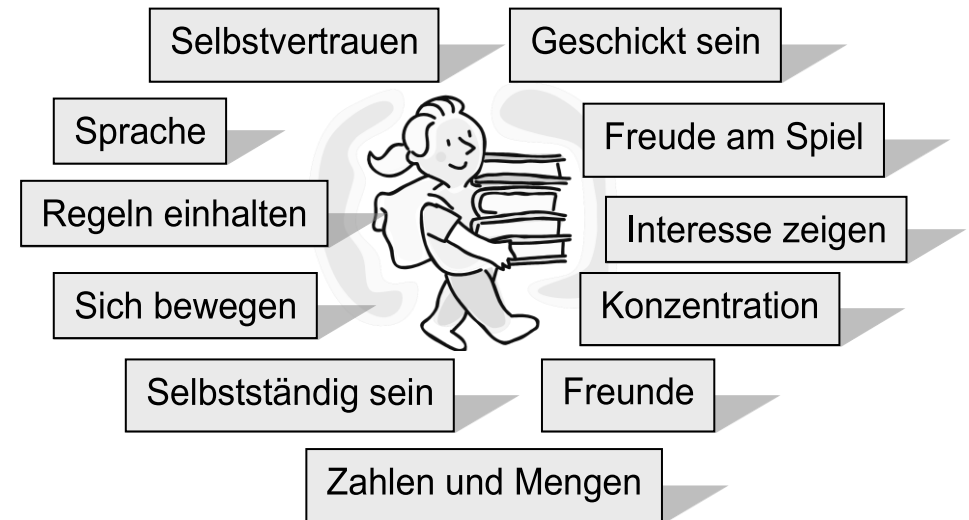 Selbstvertrauen
Geschickt sein
Sprache
Freude am Spiel
Regeln einhalten
Interesse zeigen
Sich bewegen
Konzentration
Selbstständig sein
Freunde
Zahlen und Mengen